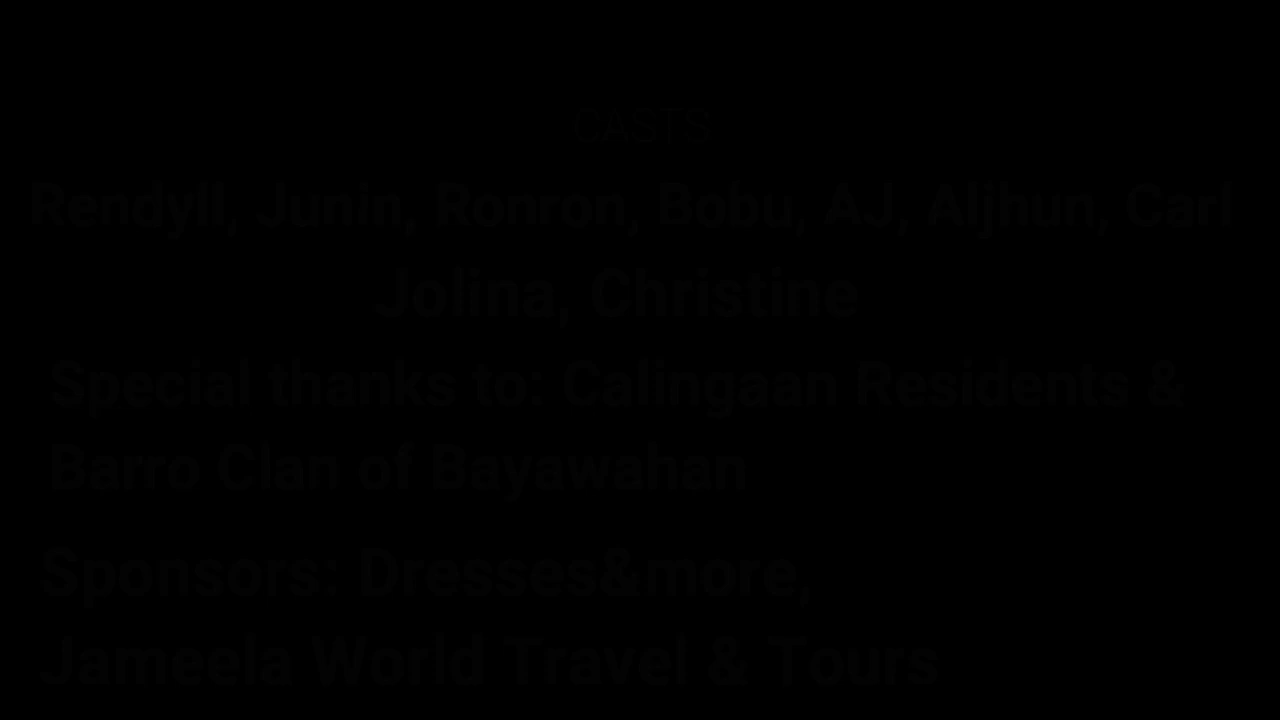 CASTS
Rendyll, Junin, Ronron, Bobu, AJ, Aljhun, Carl
Jolina, Christine
Special thanks to: Calingaan Residents &
Barro Clan of Bayawahan
Sponsors: Dresses&more,
Jameela World Travel & Tours